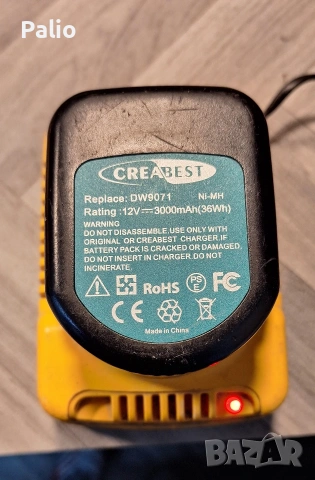 Palio
CREABEST
Replace: DW9071 Ni-MH
Rating: 12V⎓3000mAh(36Wh)
WARNING
DO NOT DISASSEMBLE.USE ONLY WITH
ORIGINAL OR CREABEST CHARGER.IF
BATTERY PACK IS CRACKED OR DAMAGED,
DO NOT INSERT IN CHARGER.DO NOT
INCINERATE.
RoHS PSE FC
CE
Made in China
BAZAR
bg